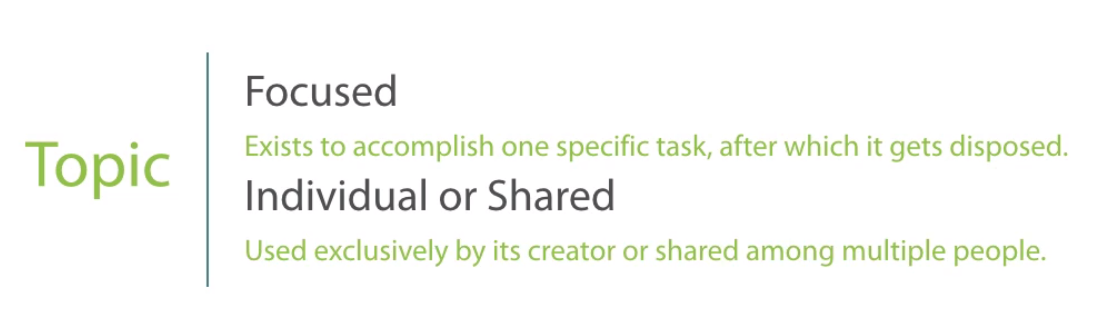 Topic
Focused
Exists to accomplish one specific task, after which it gets disposed.
Individual or Shared
Used exclusively by its creator or shared among multiple people.